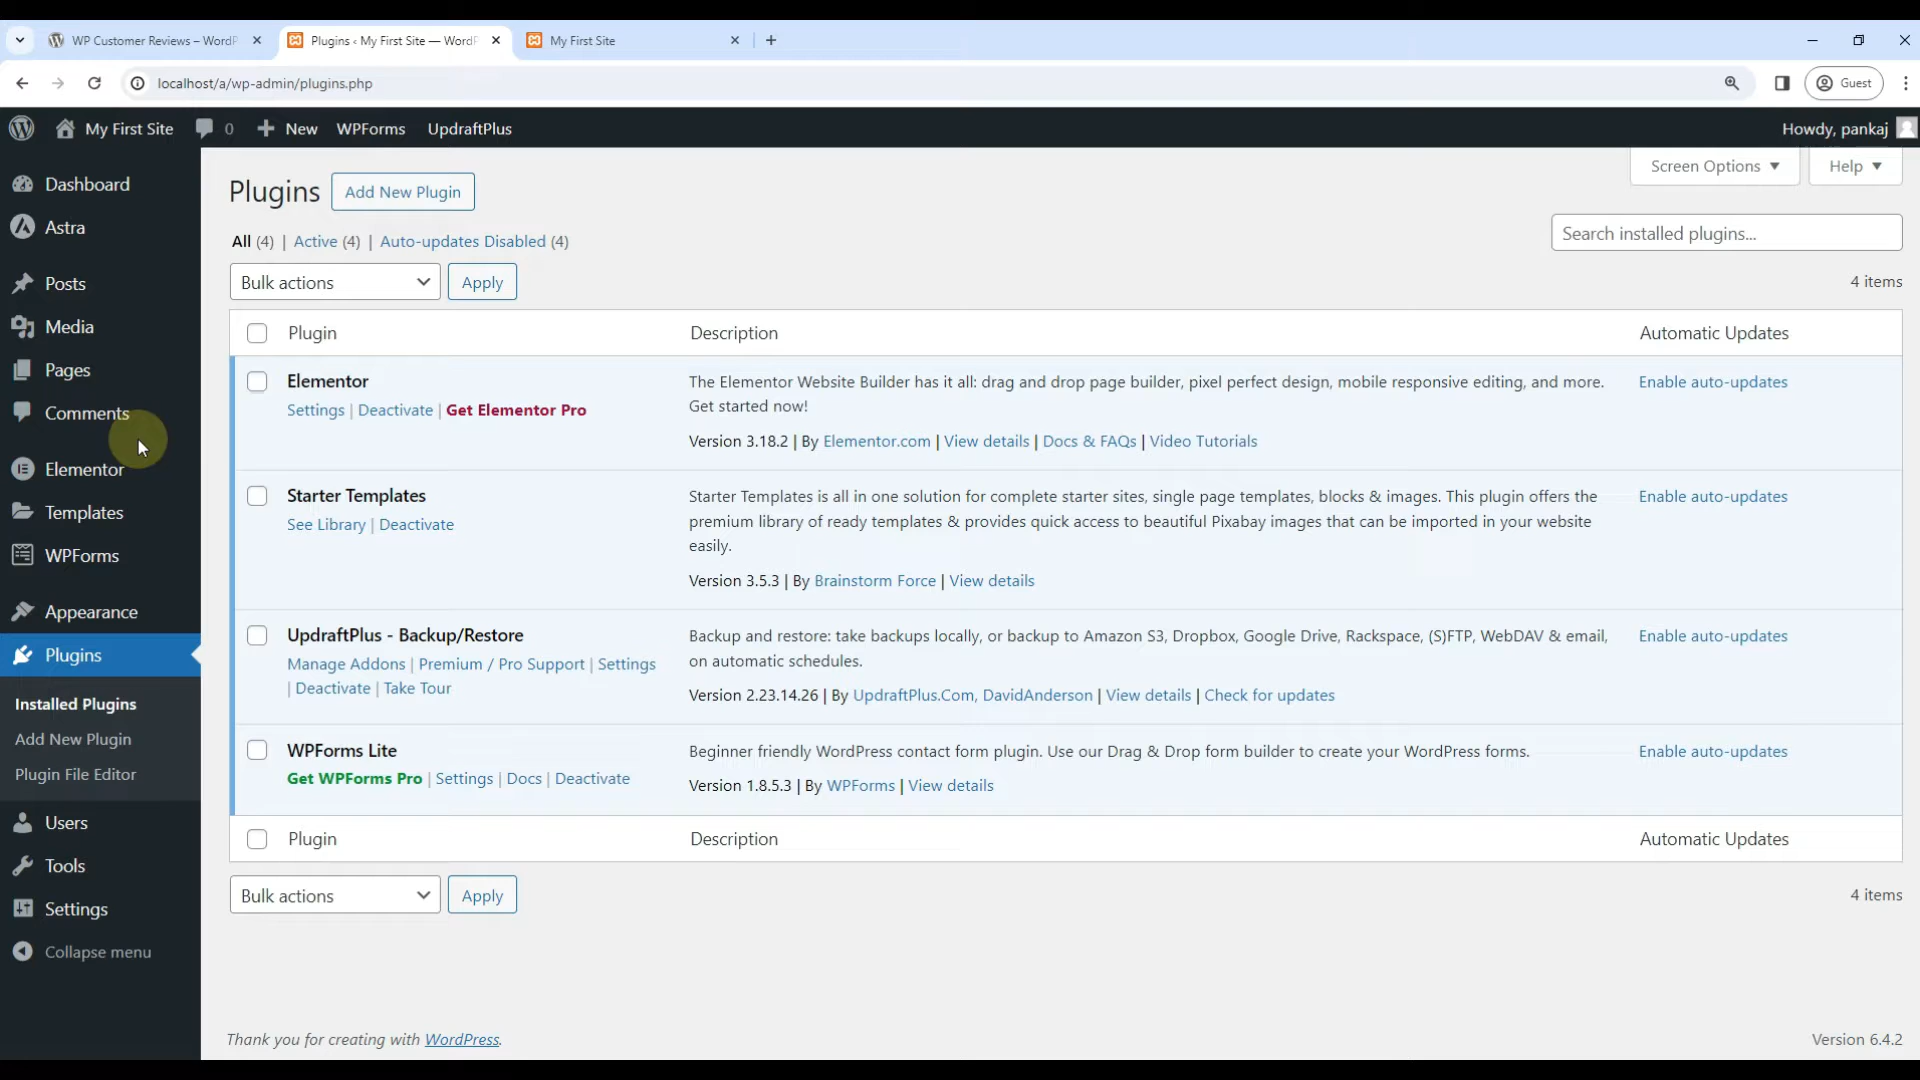 WP Customer Reviews – WordP
Plugins ‹ My First Site — WordP
My First Site
localhost/a/wp-admin/plugins.php
Guest
My First Site
0
New
WPForms
UpdraftPlus
Howdy, pankaj
Dashboard
Astra
Posts
Media
Pages
Comments
Elementor
Templates
WPForms
Appearance
Plugins
Installed Plugins
Add New Plugin
Plugin File Editor
Users
Tools
Settings
Collapse menu
Screen Options
Help
Plugins
Add New Plugin
All (4) | Active (4) | Auto-updates Disabled (4)
Search installed plugins...
Bulk actions
Apply
4 items
Plugin
Description
Automatic Updates
Elementor
Settings | Deactivate | Get Elementor Pro
The Elementor Website Builder has it all: drag and drop page builder, pixel perfect design, mobile responsive editing, and more.
Get started now!
Version 3.18.2 | By Elementor.com | View details | Docs & FAQs | Video Tutorials
Enable auto-updates
Starter Templates
See Library | Deactivate
Starter Templates is all in one solution for complete starter sites, single page templates, blocks & images. This plugin offers the
premium library of ready templates & provides quick access to beautiful Pixabay images that can be imported in your website
easily.
Version 3.5.3 | By Brainstorm Force | View details
Enable auto-updates
UpdraftPlus - Backup/Restore
Manage Addons | Premium / Pro Support | Settings
| Deactivate | Take Tour
Backup and restore: take backups locally, or backup to Amazon S3, Dropbox, Google Drive, Rackspace, (S)FTP, WebDAV & email,
on automatic schedules.
Version 2.23.14.26 | By UpdraftPlus.Com, DavidAnderson | View details | Check for updates
Enable auto-updates
WPForms Lite
Get WPForms Pro | Settings | Docs | Deactivate
Beginner friendly WordPress contact form plugin. Use our Drag & Drop form builder to create your WordPress forms.
Version 1.8.5.3 | By WPForms | View details
Enable auto-updates
Plugin
Description
Automatic Updates
Bulk actions
Apply
4 items
Thank you for creating with WordPress.
Version 6.4.2